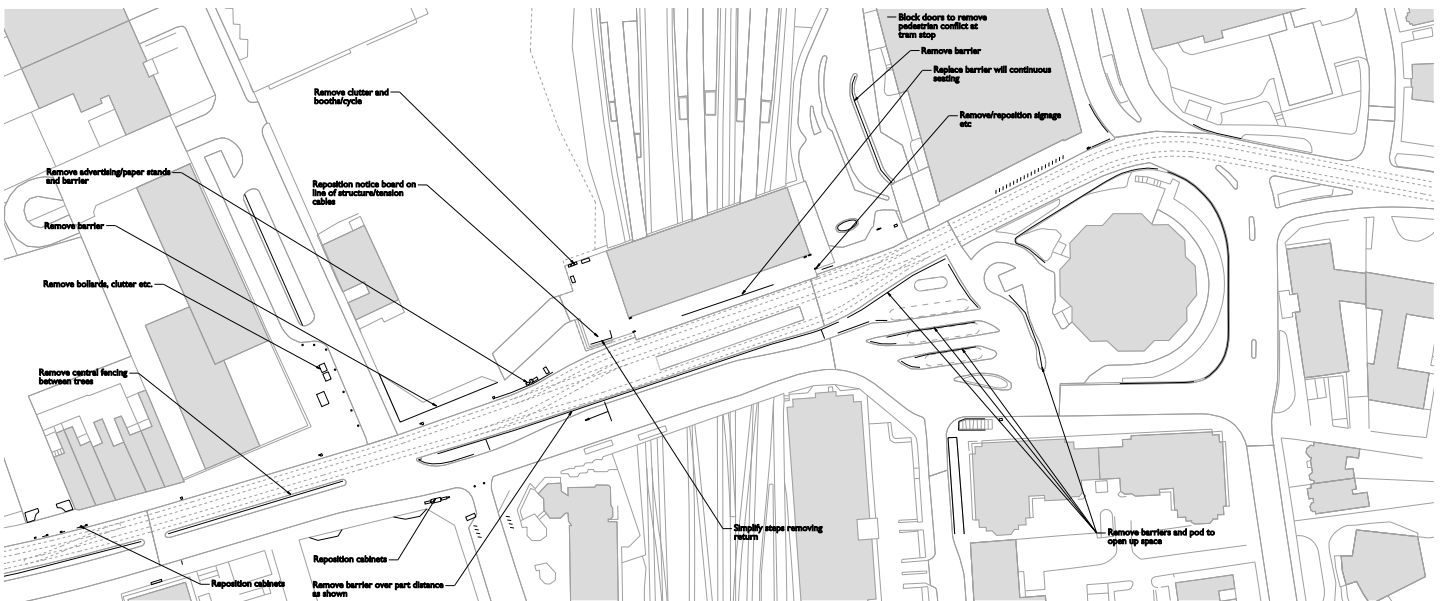 Block doors to remove
pedestrian conflict at
tram stop
Remove barrier
Replace barrier will continuous
seating
Remove clutter and
booths/cycle
Remove/reposition signage
etc
Remove advertising/paper stands
and barrier
Reposition notice board on
line of structure/tension
cables
Remove barrier
Remove bollards, clutter etc.
Remove central fencing
between trees
Simplify steps removing
return
Remove barriers and pod to
open up space
Reposition cabinets
Reposition cabinets
Remove barrier over part distance
as shown